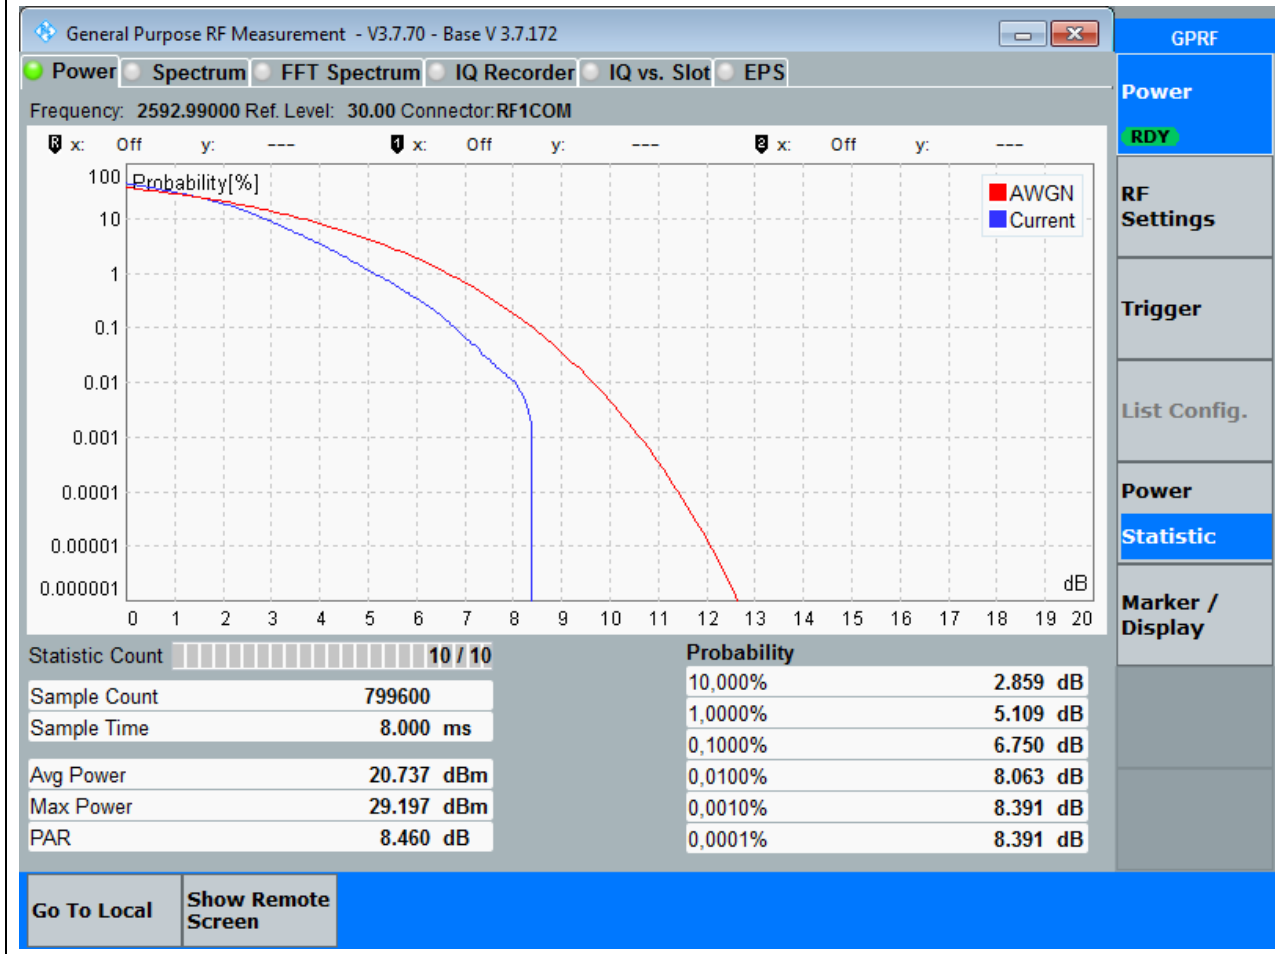 General Purpose RF Measurement - V3.7.70 - Base V 3.7.172
GPRF
Power Spectrum FFT Spectrum IQ Recorder IQ vs. Slot EPS
Frequency: 2592.99000 Ref. Level: 30.00 Connector: RF1COM
R x: Off y: --- 1 x: Off y: --- 2 x: Off y: ---
Probability[%]
AWGN
Current
100
10
1
0.1
0.01
0.001
0.0001
0.00001
0.000001
dB
0 1 2 3 4 5 6 7 8 9 10 11 12 13 14 15 16 17 18 19 20
Statistic Count 10 / 10
Sample Count 799600
Sample Time 8.000 ms
Avg Power 20.737 dBm
Max Power 29.197 dBm
PAR 8.460 dB
Probability
10,000% 2.859 dB
1,0000% 5.109 dB
0,1000% 6.750 dB
0,0100% 8.063 dB
0,0010% 8.391 dB
0,0001% 8.391 dB
Power
RDY
RF
Settings
Trigger
List Config.
Power
Statistic
Marker /
Display
Go To Local
Show Remote
Screen